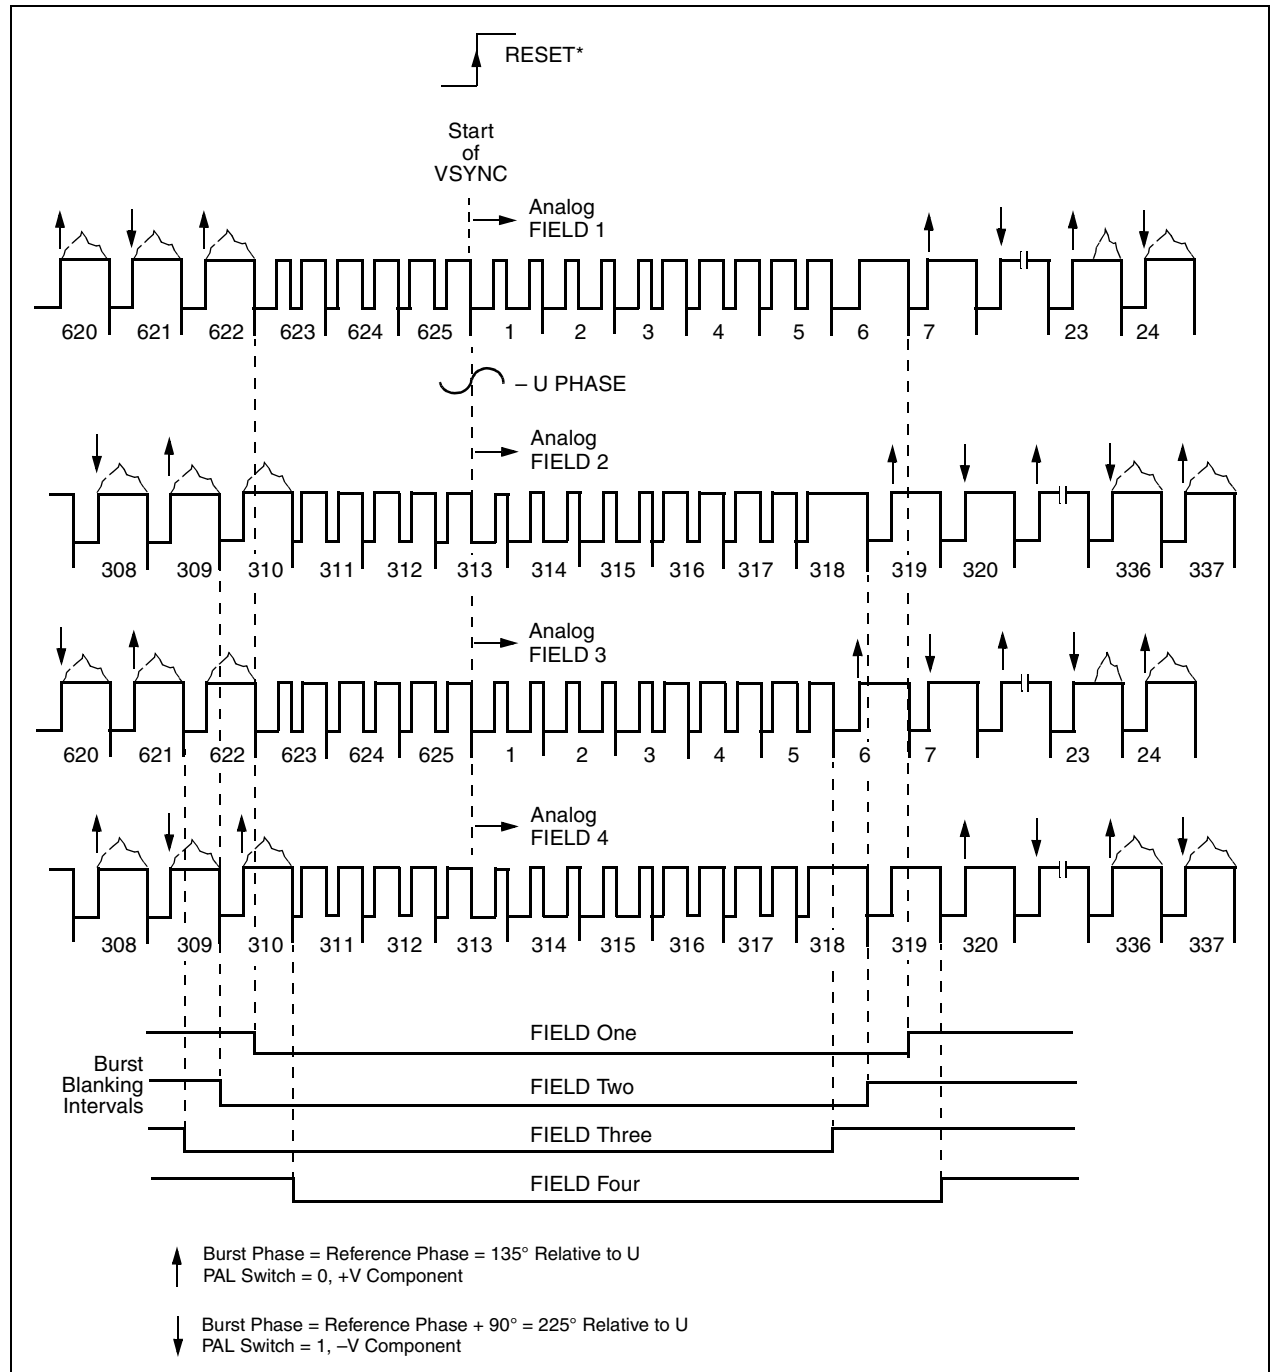 RESET*
Start
of
VSYNC
Analog
FIELD 1
620 621 622 623 624 625 1 2 3 4 5 6 7 23 24
– U PHASE
Analog
FIELD 2
308 309 310 311 312 313 314 315 316 317 318 319 320 336 337
Analog
FIELD 3
620 621 622 623 624 625 1 2 3 4 5 6 7 23 24
Analog
FIELD 4
308 309 310 311 312 313 314 315 316 317 318 319 320 336 337
FIELD One
Burst
Blanking
Intervals
FIELD Two
FIELD Three
FIELD Four
Burst Phase = Reference Phase = 135° Relative to U
PAL Switch = 0, +V Component
Burst Phase = Reference Phase + 90° = 225° Relative to U
PAL Switch = 1, –V Component